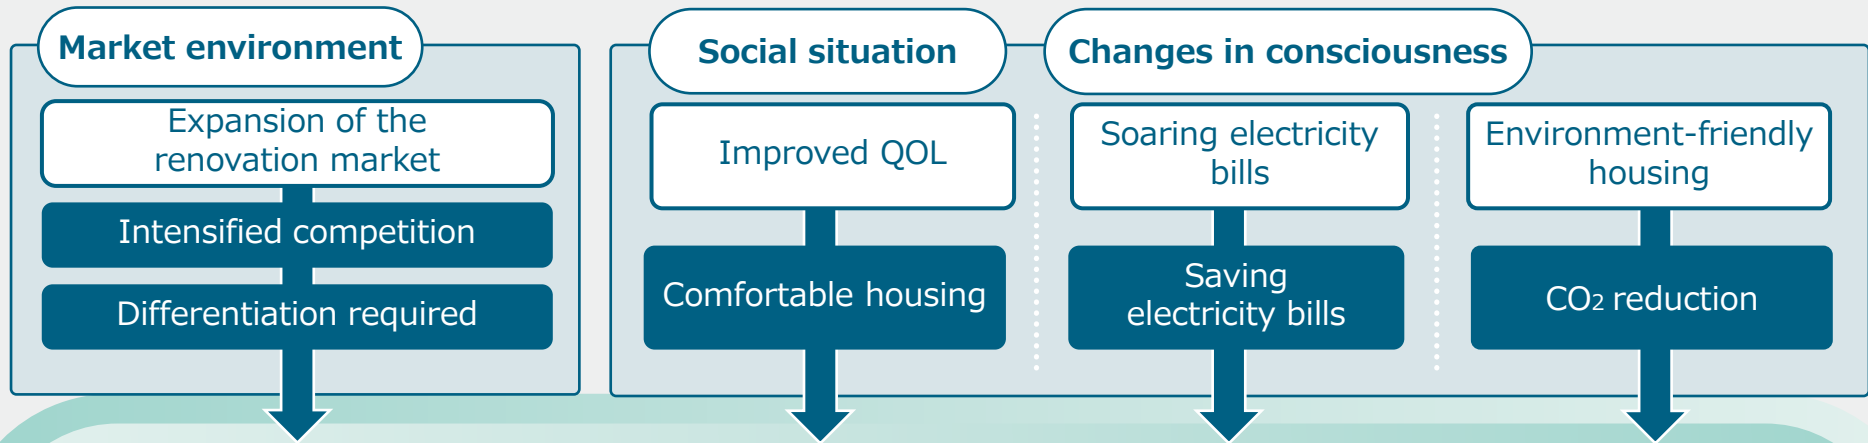 Market environment
Expansion of the
renovation market
Intensified competition
Differentiation required
Social situation
Changes in consciousness
Improved QOL
Comfortable housing
Soaring electricity
bills
Saving
electricity bills
Environment-friendly
housing
CO2 reduction